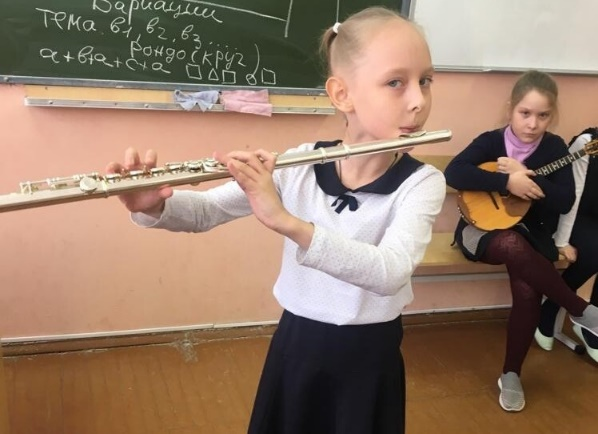 Вариации
тема. в1, в2, в3....
Рондо (круг)
а+в+а+с+а